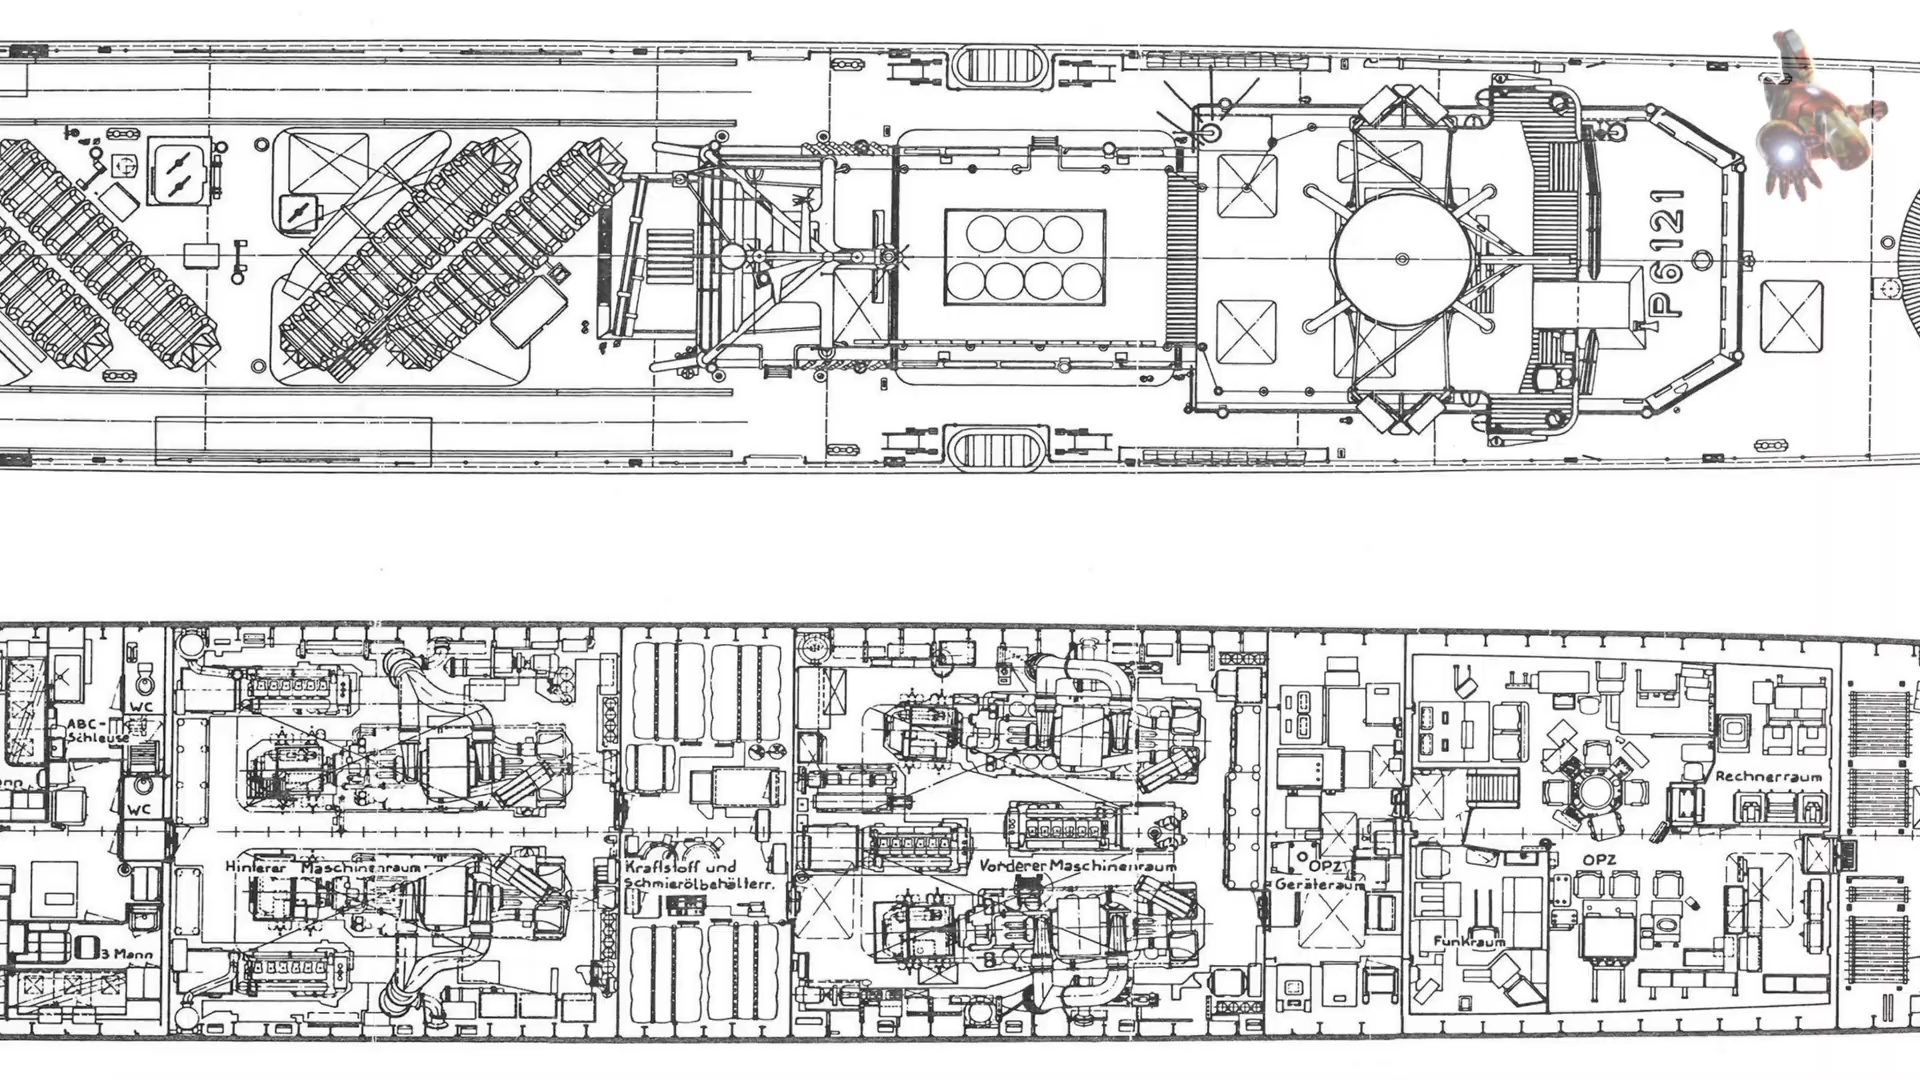 P6121
WC
ABC-
Schleuse
WC
3 Mann
Hinterer Maschinenraum
Kraftstoff und
Schmierölbehälterr.
Vorderer Maschinenraum
OPZ
Geräteraum
Rechnerraum
OPZ
Funkraum